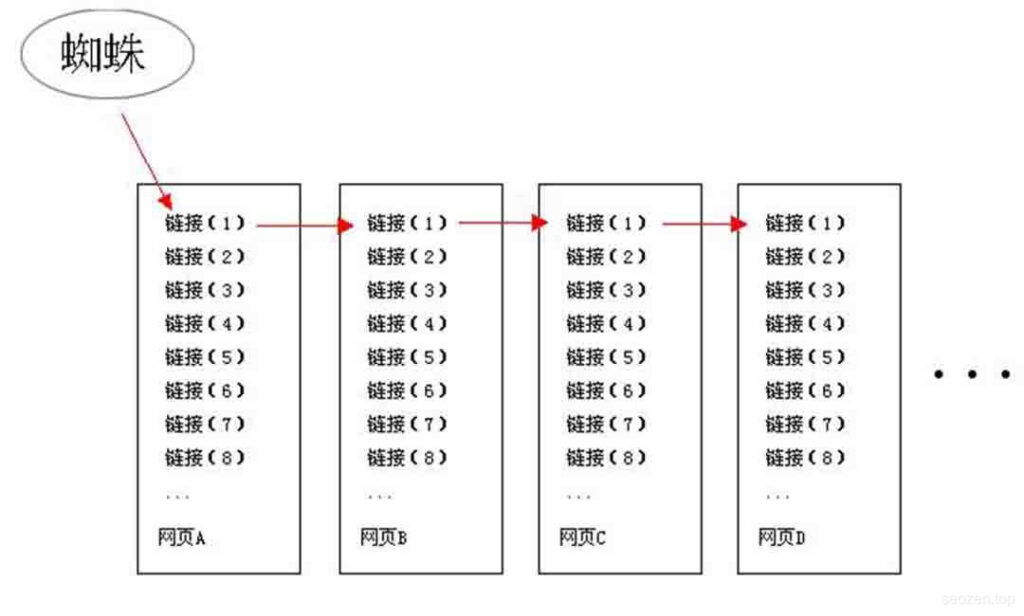 蜘蛛
链接(1)
链接(2)
链接(3)
链接(4)
链接(5)
链接(6)
链接(7)
链接(8)
...
网页A
链接(1)
链接(2)
链接(3)
链接(4)
链接(5)
链接(6)
链接(7)
链接(8)
...
网页B
链接(1)
链接(2)
链接(3)
链接(4)
链接(5)
链接(6)
链接(7)
链接(8)
...
网页C
链接(1)
链接(2)
链接(3)
链接(4)
链接(5)
链接(6)
链接(7)
链接(8)
...
网页D
...
seozen.top